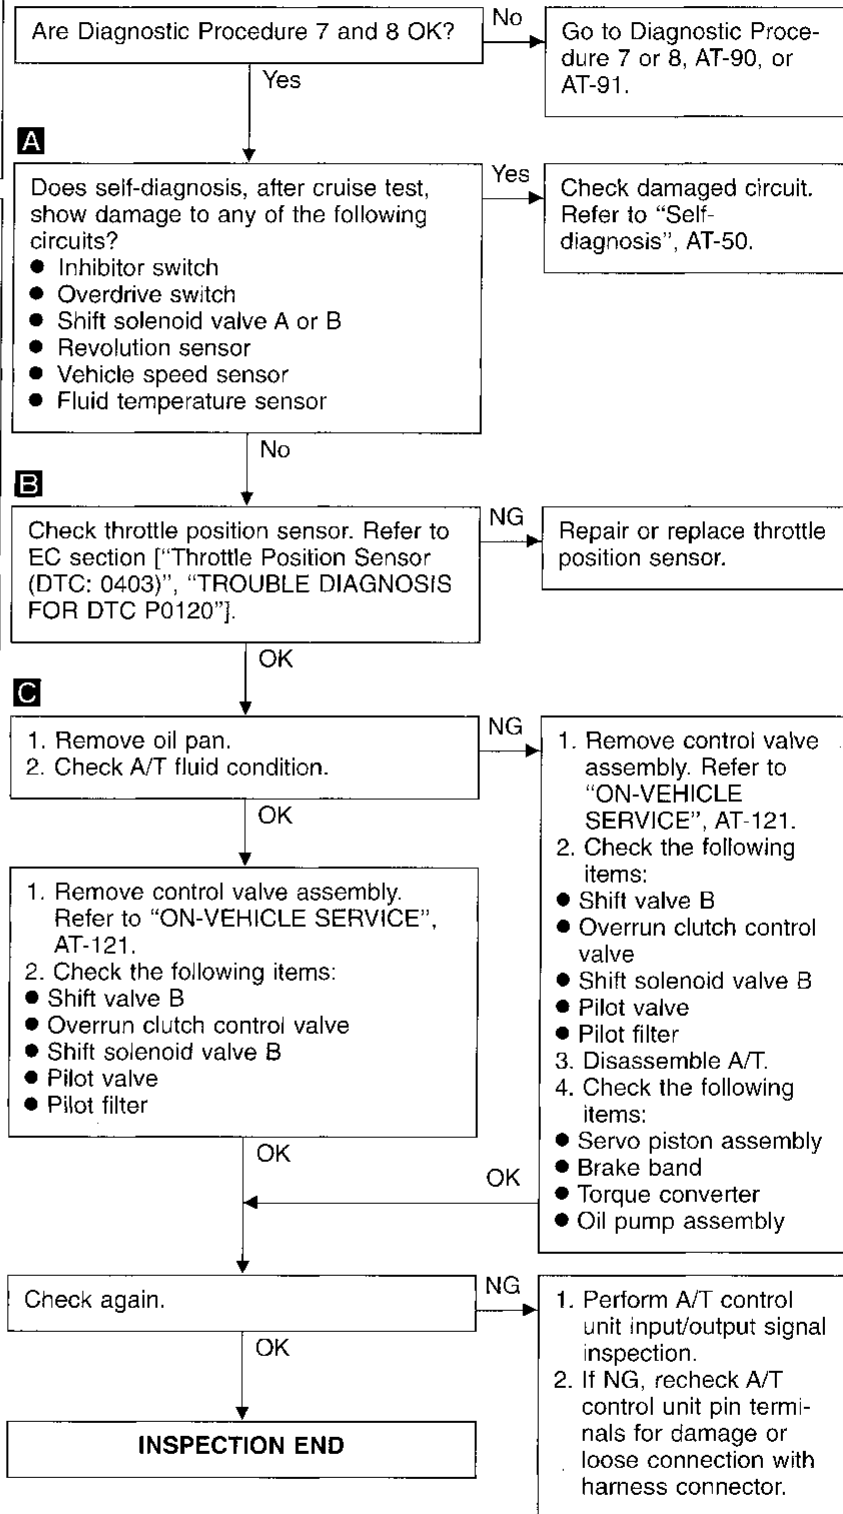 Are Diagnostic Procedure 7 and 8 OK?
No
Go to Diagnostic Proce-
dure 7 or 8, AT-90, or
AT-91.
Yes
A
Does self-diagnosis, after cruise test,
show damage to any of the following
circuits?
● Inhibitor switch
● Overdrive switch
● Shift solenoid valve A or B
● Revolution sensor
● Vehicle speed sensor
● Fluid temperature sensor
Yes
Check damaged circuit.
Refer to “Self-
diagnosis”, AT-50.
No
B
Check throttle position sensor. Refer to
EC section [“Throttle Position Sensor
(DTC: 0403)”, “TROUBLE DIAGNOSIS
FOR DTC P0120”].
NG
Repair or replace throttle
position sensor.
OK
C
1. Remove oil pan.
2. Check A/T fluid condition.
NG
1. Remove control valve
assembly. Refer to
“ON-VEHICLE
SERVICE”, AT-121.
2. Check the following
items:
● Shift valve B
● Overrun clutch control
valve
● Shift solenoid valve B
● Pilot valve
● Pilot filter
3. Disassemble A/T.
4. Check the following
items:
● Servo piston assembly
● Brake band
● Torque converter
● Oil pump assembly
OK
1. Remove control valve assembly.
Refer to “ON-VEHICLE SERVICE”,
AT-121.
2. Check the following items:
● Shift valve B
● Overrun clutch control valve
● Shift solenoid valve B
● Pilot valve
● Pilot filter
OK
OK
Check again.
NG
1. Perform A/T control
unit input/output signal
inspection.
2. If NG, recheck A/T
control unit pin termi-
nals for damage or
loose connection with
harness connector.
OK
INSPECTION END